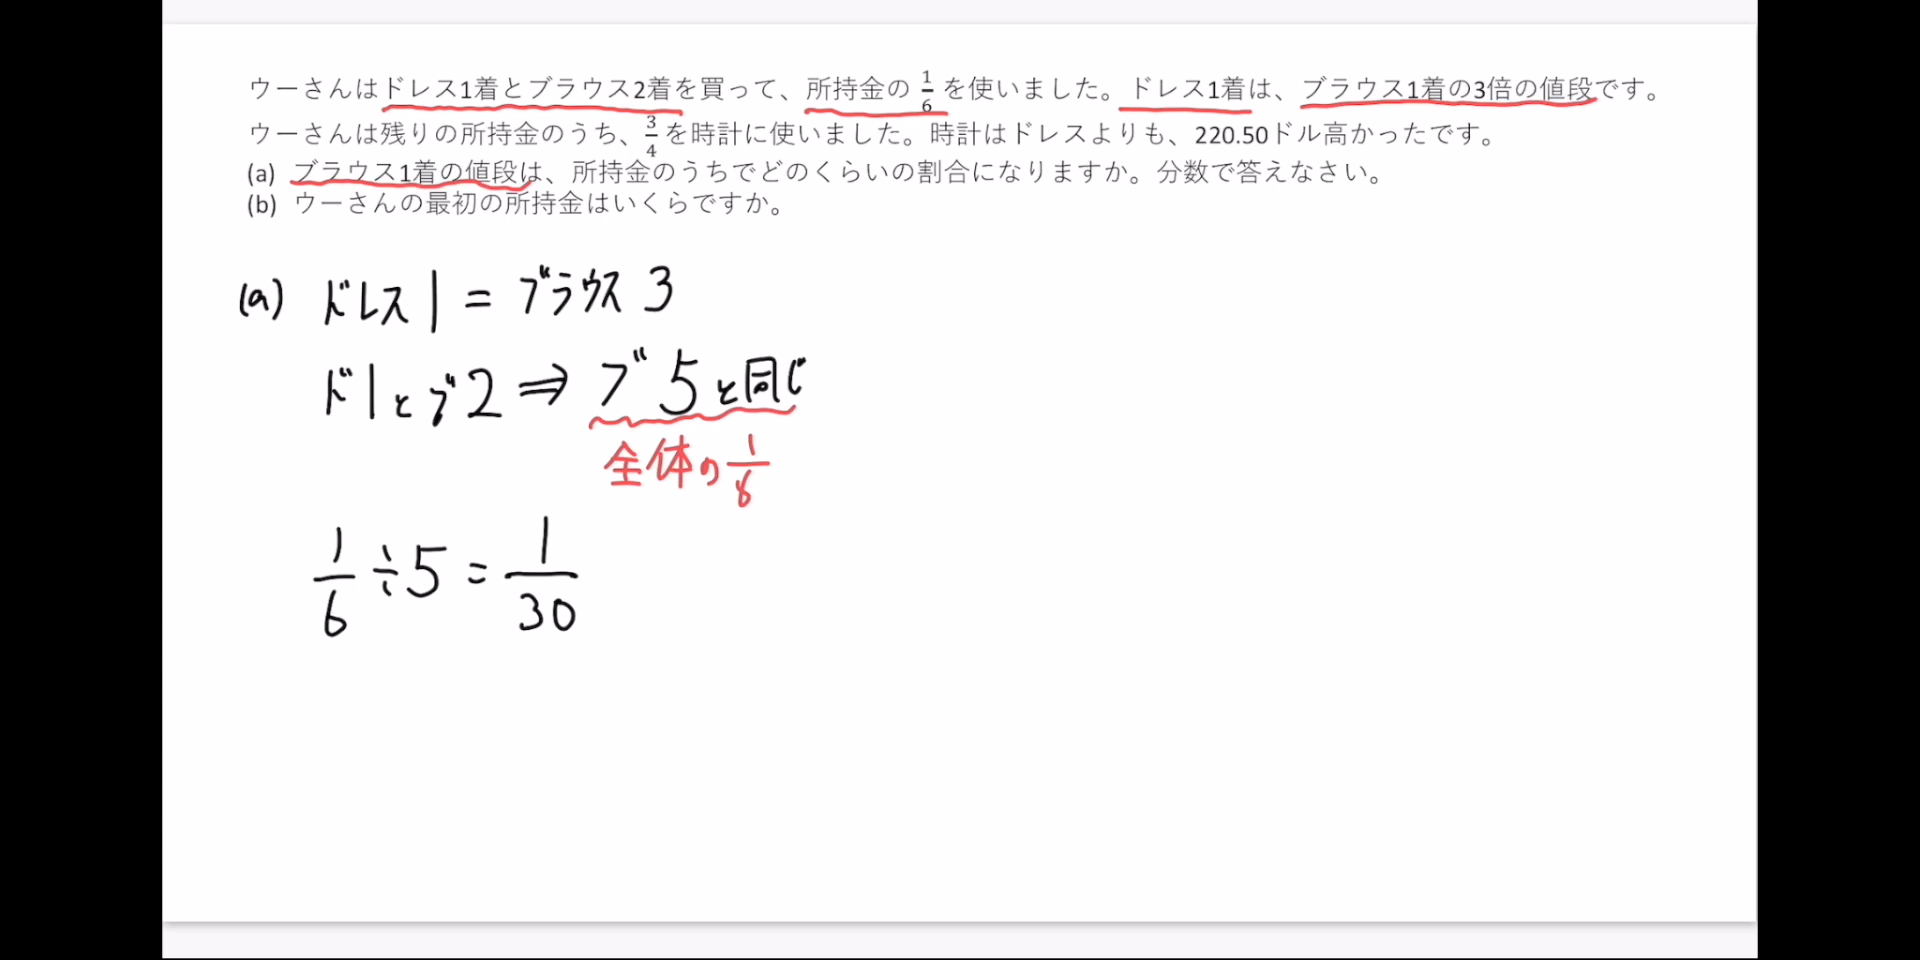 ウーさんはドレス1着とブラウス2着を買って、所持金の 1/6 を使いました。ドレス1着は、ブラウス1着の3倍の値段です。
ウーさんは残りの所持金のうち、3/4 を時計に使いました。時計はドレスよりも、220.50ドル高かったです。
(a) ブラウス1着の値段は、所持金のうちでどのくらいの割合になりますか。分数で答えなさい。
(b) ウーさんの最初の所持金はいくらですか。
(a) ドレス1 = ブラウス 3
ド1とブ2 ⇒ ブ 5と同じ
全体の 1/6
1/6 ÷ 5 = 1/30